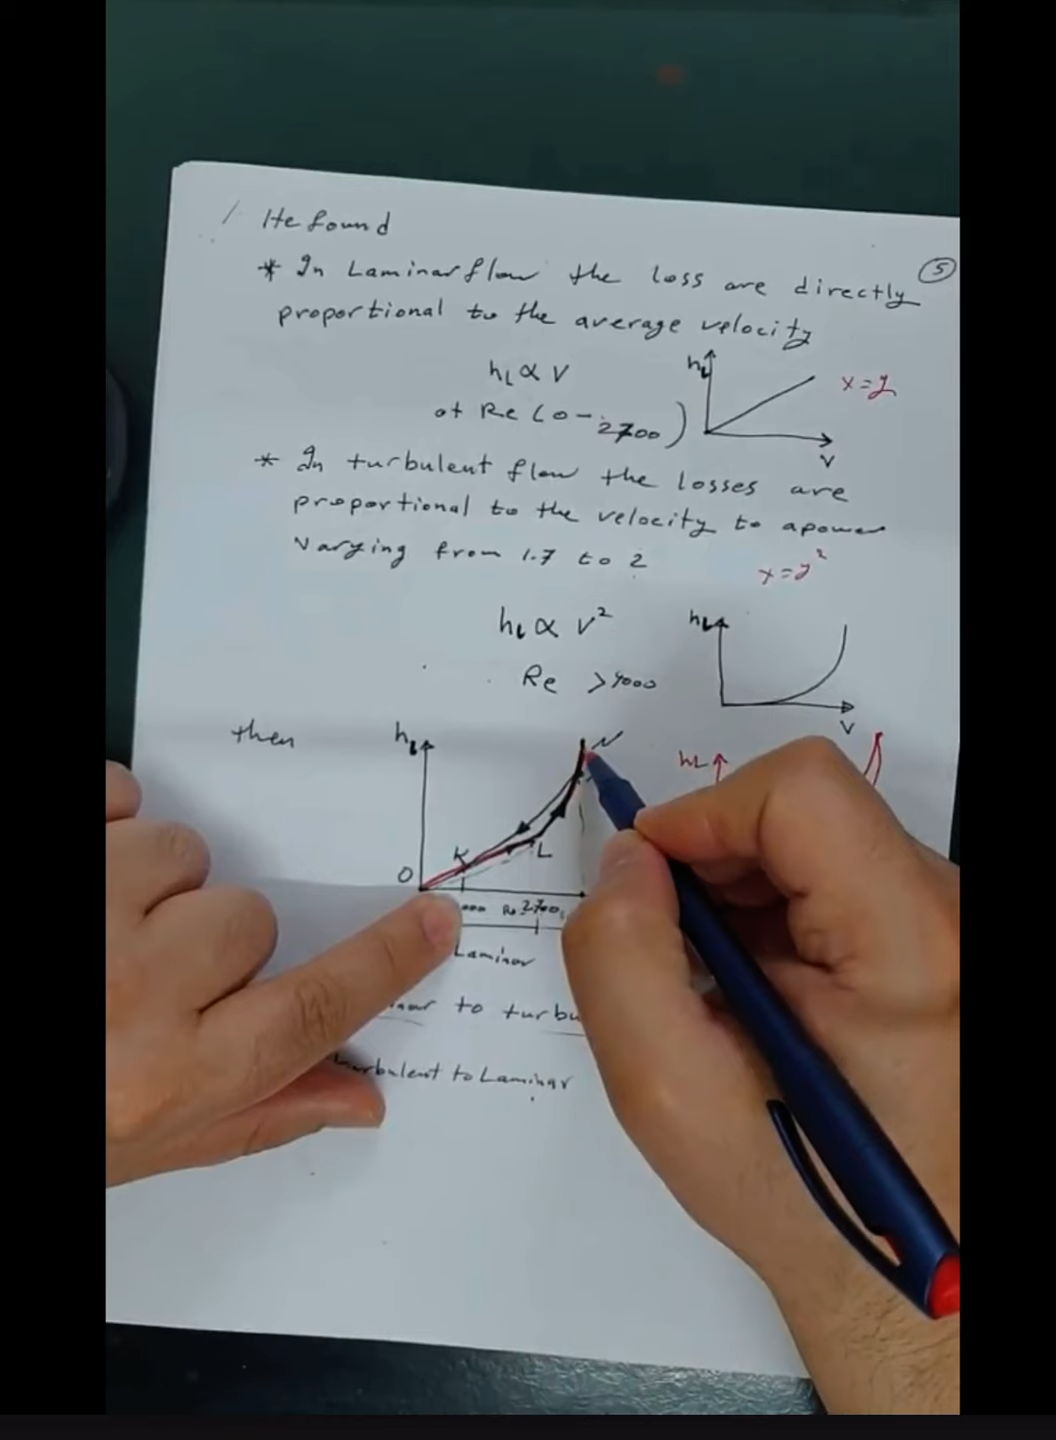 He found
5
* In Laminar flow the loss are directly
proportional to the average velocity
hL ∝ V
hL
x = y
at Re (0 - 2700)
V
* In turbulent flow the losses are
proportional to the velocity to a power
Varying from 1.7 to 2
x = y²
hL ∝ V²
hL
Re > 4000
V
then
hL
N
hL
K
L
O
Re 2700
Laminar
to turbu
turbulent to Laminar